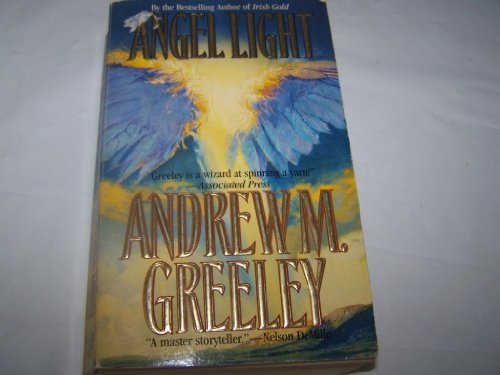 By the Bestselling Author of Irish Gold
ANGEL LIGHT
"Greeley is a wizard at spinning a yarn!"
—Associated Press
ANDREW M.
GREELEY
"A master storyteller."—Nelson DeMille